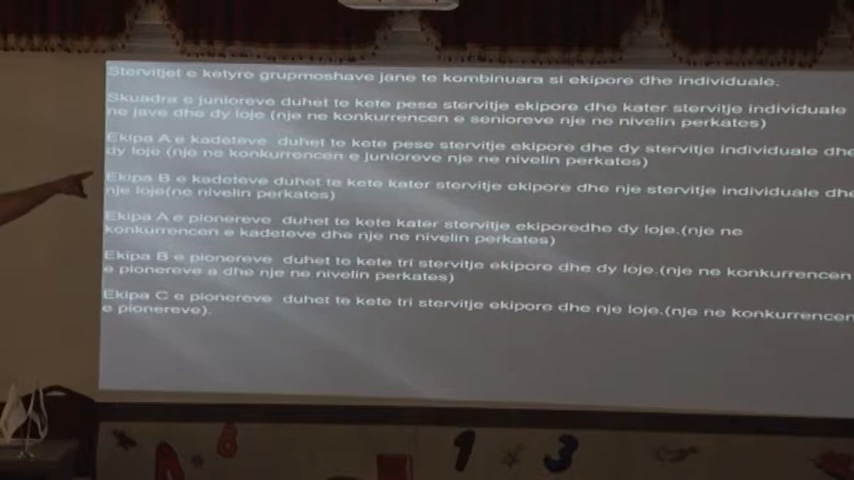 Stervitjet e ketyre grupmoshave jane te kombinuara si ekipore dhe individuale.
Skuadra e junioreve duhet te kete pese stervitje ekipore dhe kater stervitje individuale
ne jave dhe dy loje (nje ne konkurrencen e senioreve nje ne nivelin perkates)
Ekipa A e kadeteve duhet te kete pese stervitje ekipore dhe dy stervitje individuale dhe
dy loje (nje ne konkurrencen e junioreve nje ne nivelin perkates)
Ekipa B e kadeteve duhet te kete kater stervitje ekipore dhe nje stervitje individuale dhe
nje loje(ne nivelin perkates)
Ekipa A e pionereve duhet te kete kater stervitje ekiporedhe dy loje.(nje ne
konkurrencen e kadeteve dhe nje ne nivelin perkates)
Ekipa B e pionereve duhet te kete tri stervitje ekipore dhe dy loje.(nje ne konkurrencen
e pionereve a dhe nje ne nivelin perkates)
Ekipa C e pionereve duhet te kete tri stervitje ekipore dhe nje loje.(nje ne konkurrencen
e pionereve).
1 3